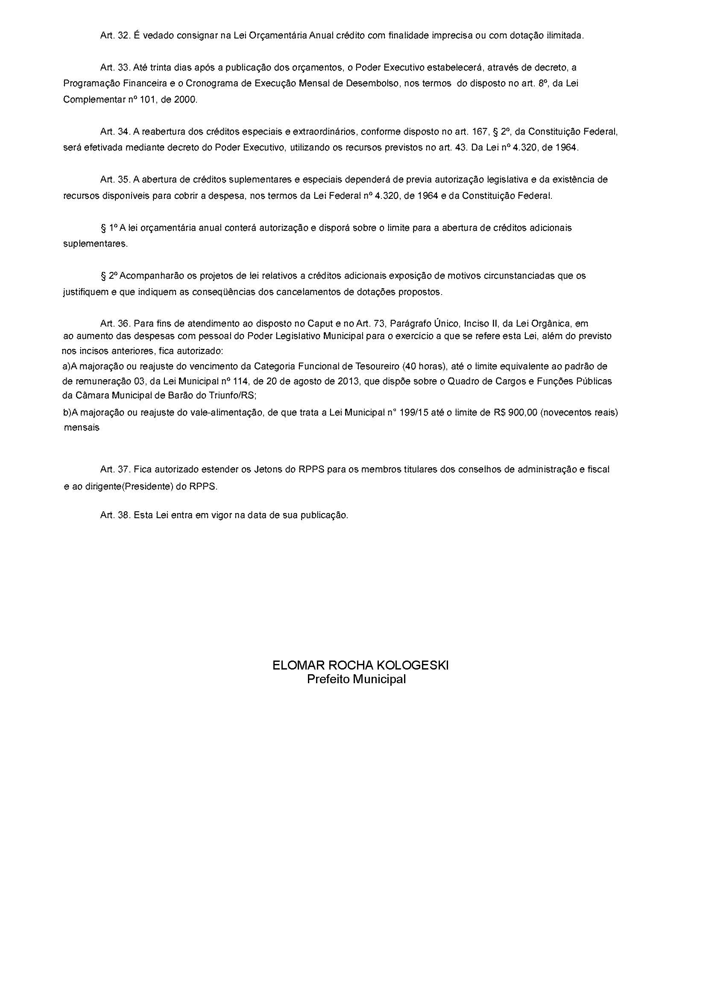 Art. 32. É vedado consignar na Lei Orçamentária Anual crédito com finalidade imprecisa ou com dotação ilimitada.
Art. 33. Até trinta dias após a publicação dos orçamentos, o Poder Executivo estabelecerá, através de decreto, a
Programação Financeira e o Cronograma de Execução Mensal de Desembolso, nos termos  do disposto no art. 8º, da Lei
Complementar nº 101, de 2000.
Art. 34. A reabertura dos créditos especiais e extraordinários, conforme disposto no art. 167, § 2º, da Constituição Federal,
será efetivada mediante decreto do Poder Executivo, utilizando os recursos previstos no art. 43. Da Lei nº 4.320, de 1964.
Art. 35. A abertura de créditos suplementares e especiais dependerá de previa autorização legislativa e da existência de
recursos disponíveis para cobrir a despesa, nos termos da Lei Federal nº 4.320, de 1964 e da Constituição Federal.
§ 1º A lei orçamentária anual conterá autorização e disporá sobre o limite para a abertura de créditos adicionais
suplementares.
§ 2º Acompanharão os projetos de lei relativos a créditos adicionais exposição de motivos circunstanciadas que os
justifiquem e que indiquem as conseqüências dos cancelamentos de dotações propostos.
Art. 36. Para fins de atendimento ao disposto no Caput e no Art. 73, Parágrafo Único, Inciso II, da Lei Orgânica, em
ao aumento das despesas com pessoal do Poder Legislativo Municipal para o exercício a que se refere esta Lei, além do previsto
nos incisos anteriores, fica autorizado:
a)A majoração ou reajuste do vencimento da Categoria Funcional de Tesoureiro (40 horas), até o limite equivalente ao padrão de
de remuneração 03, da Lei Municipal nº 114, de 20 de agosto de 2013, que dispõe sobre o Quadro de Cargos e Funções Públicas
da Câmara Municipal de Barão do Triunfo/RS;
b)A majoração ou reajuste do vale-alimentação, de que trata a Lei Municipal n° 199/15 até o limite de R$ 900,00 (novecentos reais)
mensais
Art. 37. Fica autorizado estender os Jetons do RPPS para os membros titulares dos conselhos de administração e fiscal
e ao dirigente(Presidente) do RPPS.
Art. 38. Esta Lei entra em vigor na data de sua publicação.
ELOMAR ROCHA KOLOGESKI
Prefeito Municipal